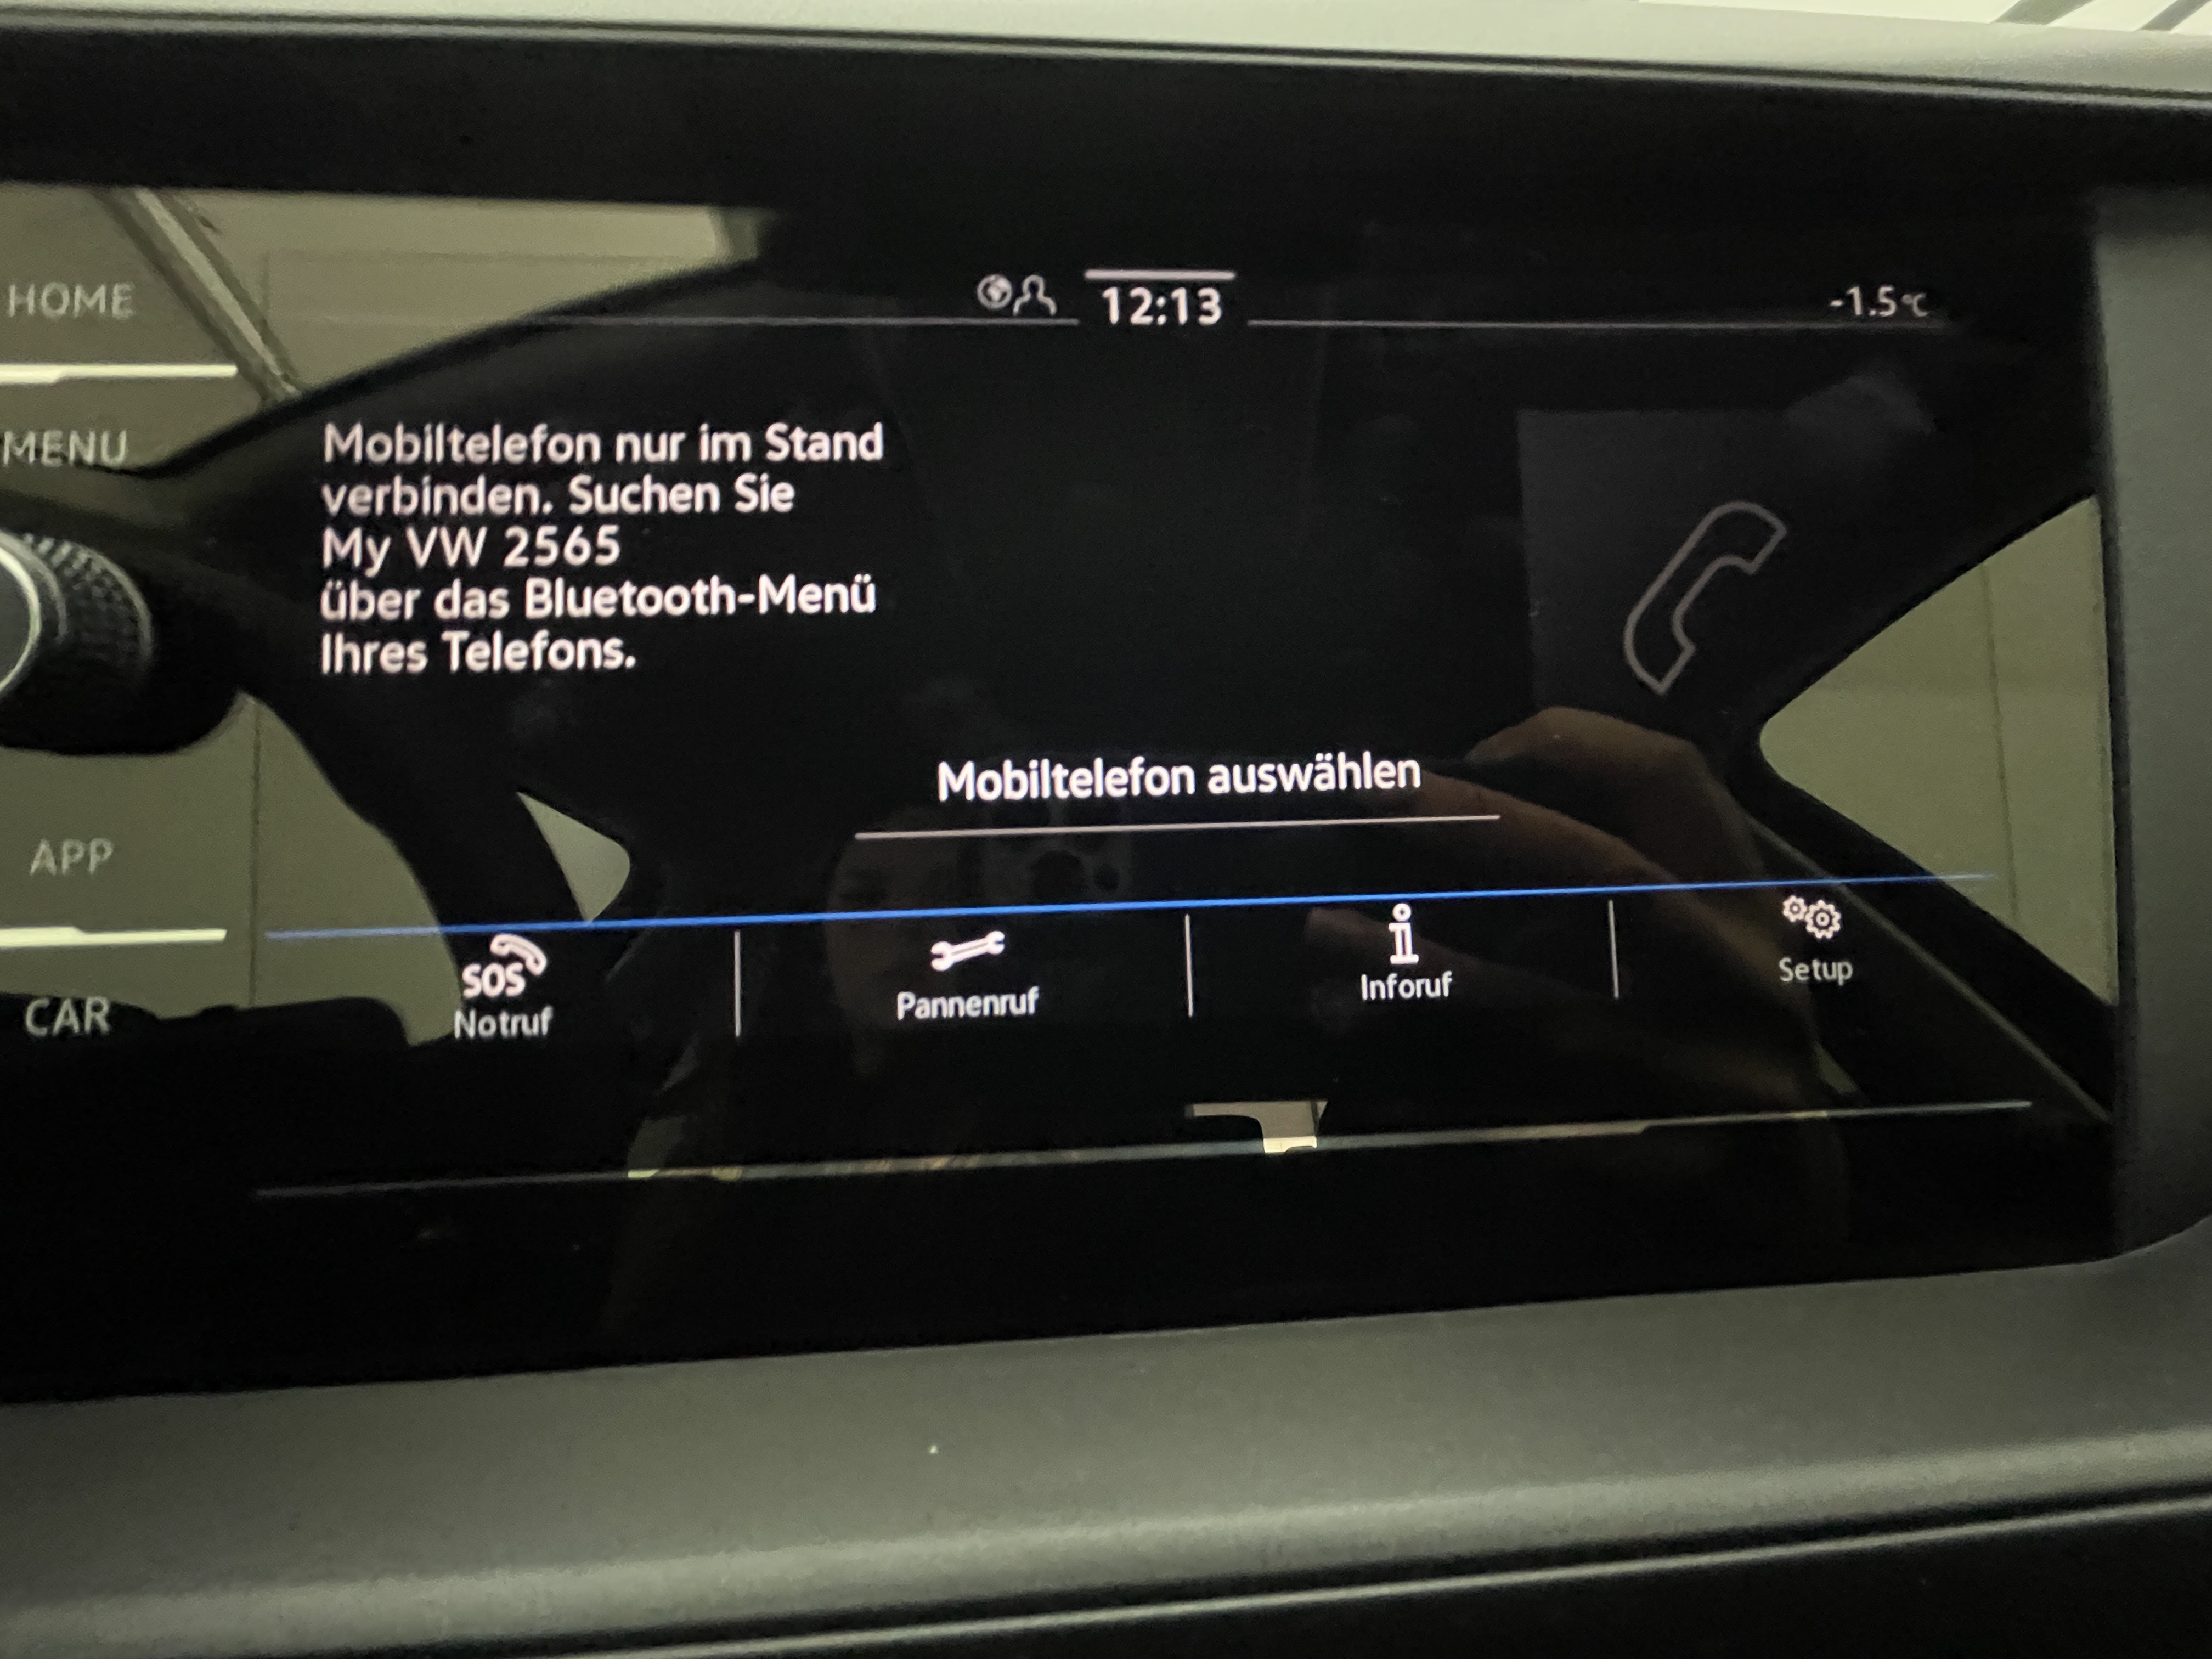 HOME
MENU
APP
CAR
12:13
-1.5°C
Mobiltelefon nur im Stand
verbinden. Suchen Sie
My VW 2565
über das Bluetooth-Menü
Ihres Telefons.
Mobiltelefon auswählen
SOS
Notruf
Pannenruf
Inforuf
Setup